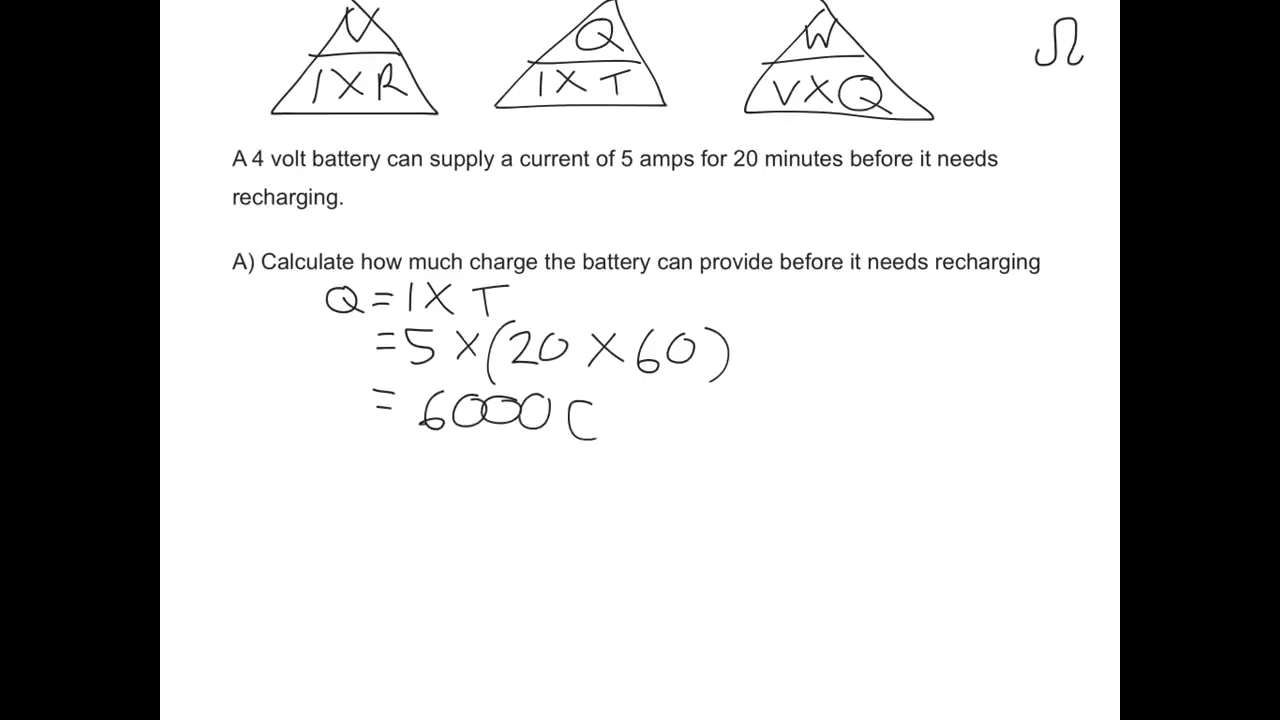 V Q W Ω
I X R I X T V X Q
A 4 volt battery can supply a current of 5 amps for 20 minutes before it needs
recharging.
A) Calculate how much charge the battery can provide before it needs recharging
Q = I X T
= 5 X (20 X 60)
= 6000 C